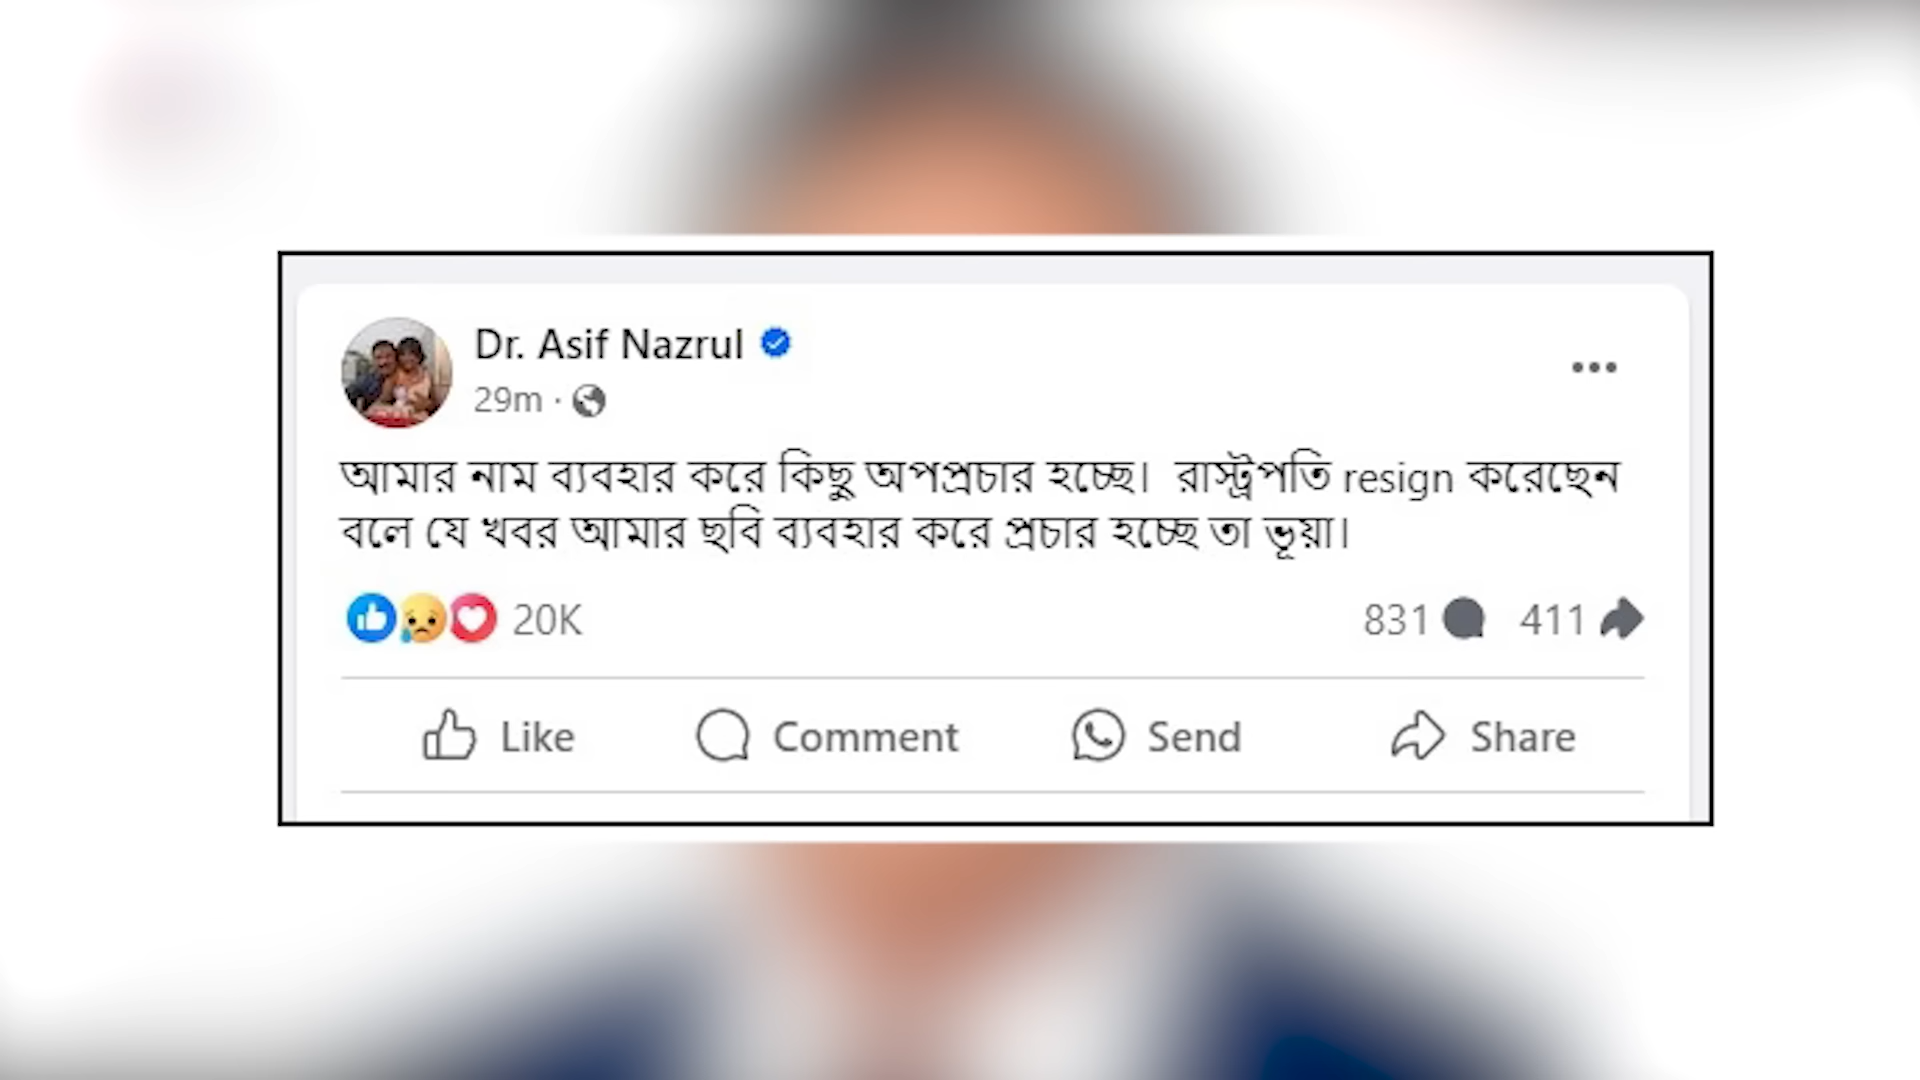 Dr. Asif Nazrul
29m ·
আমার নাম ব্যবহার করে কিছু অপপ্রচার হচ্ছে। রাস্ট্রপতি resign করেছেন
বলে যে খবর আমার ছবি ব্যবহার করে প্রচার হচ্ছে তা ভূয়া।
20K 831 411
Like Comment Send Share